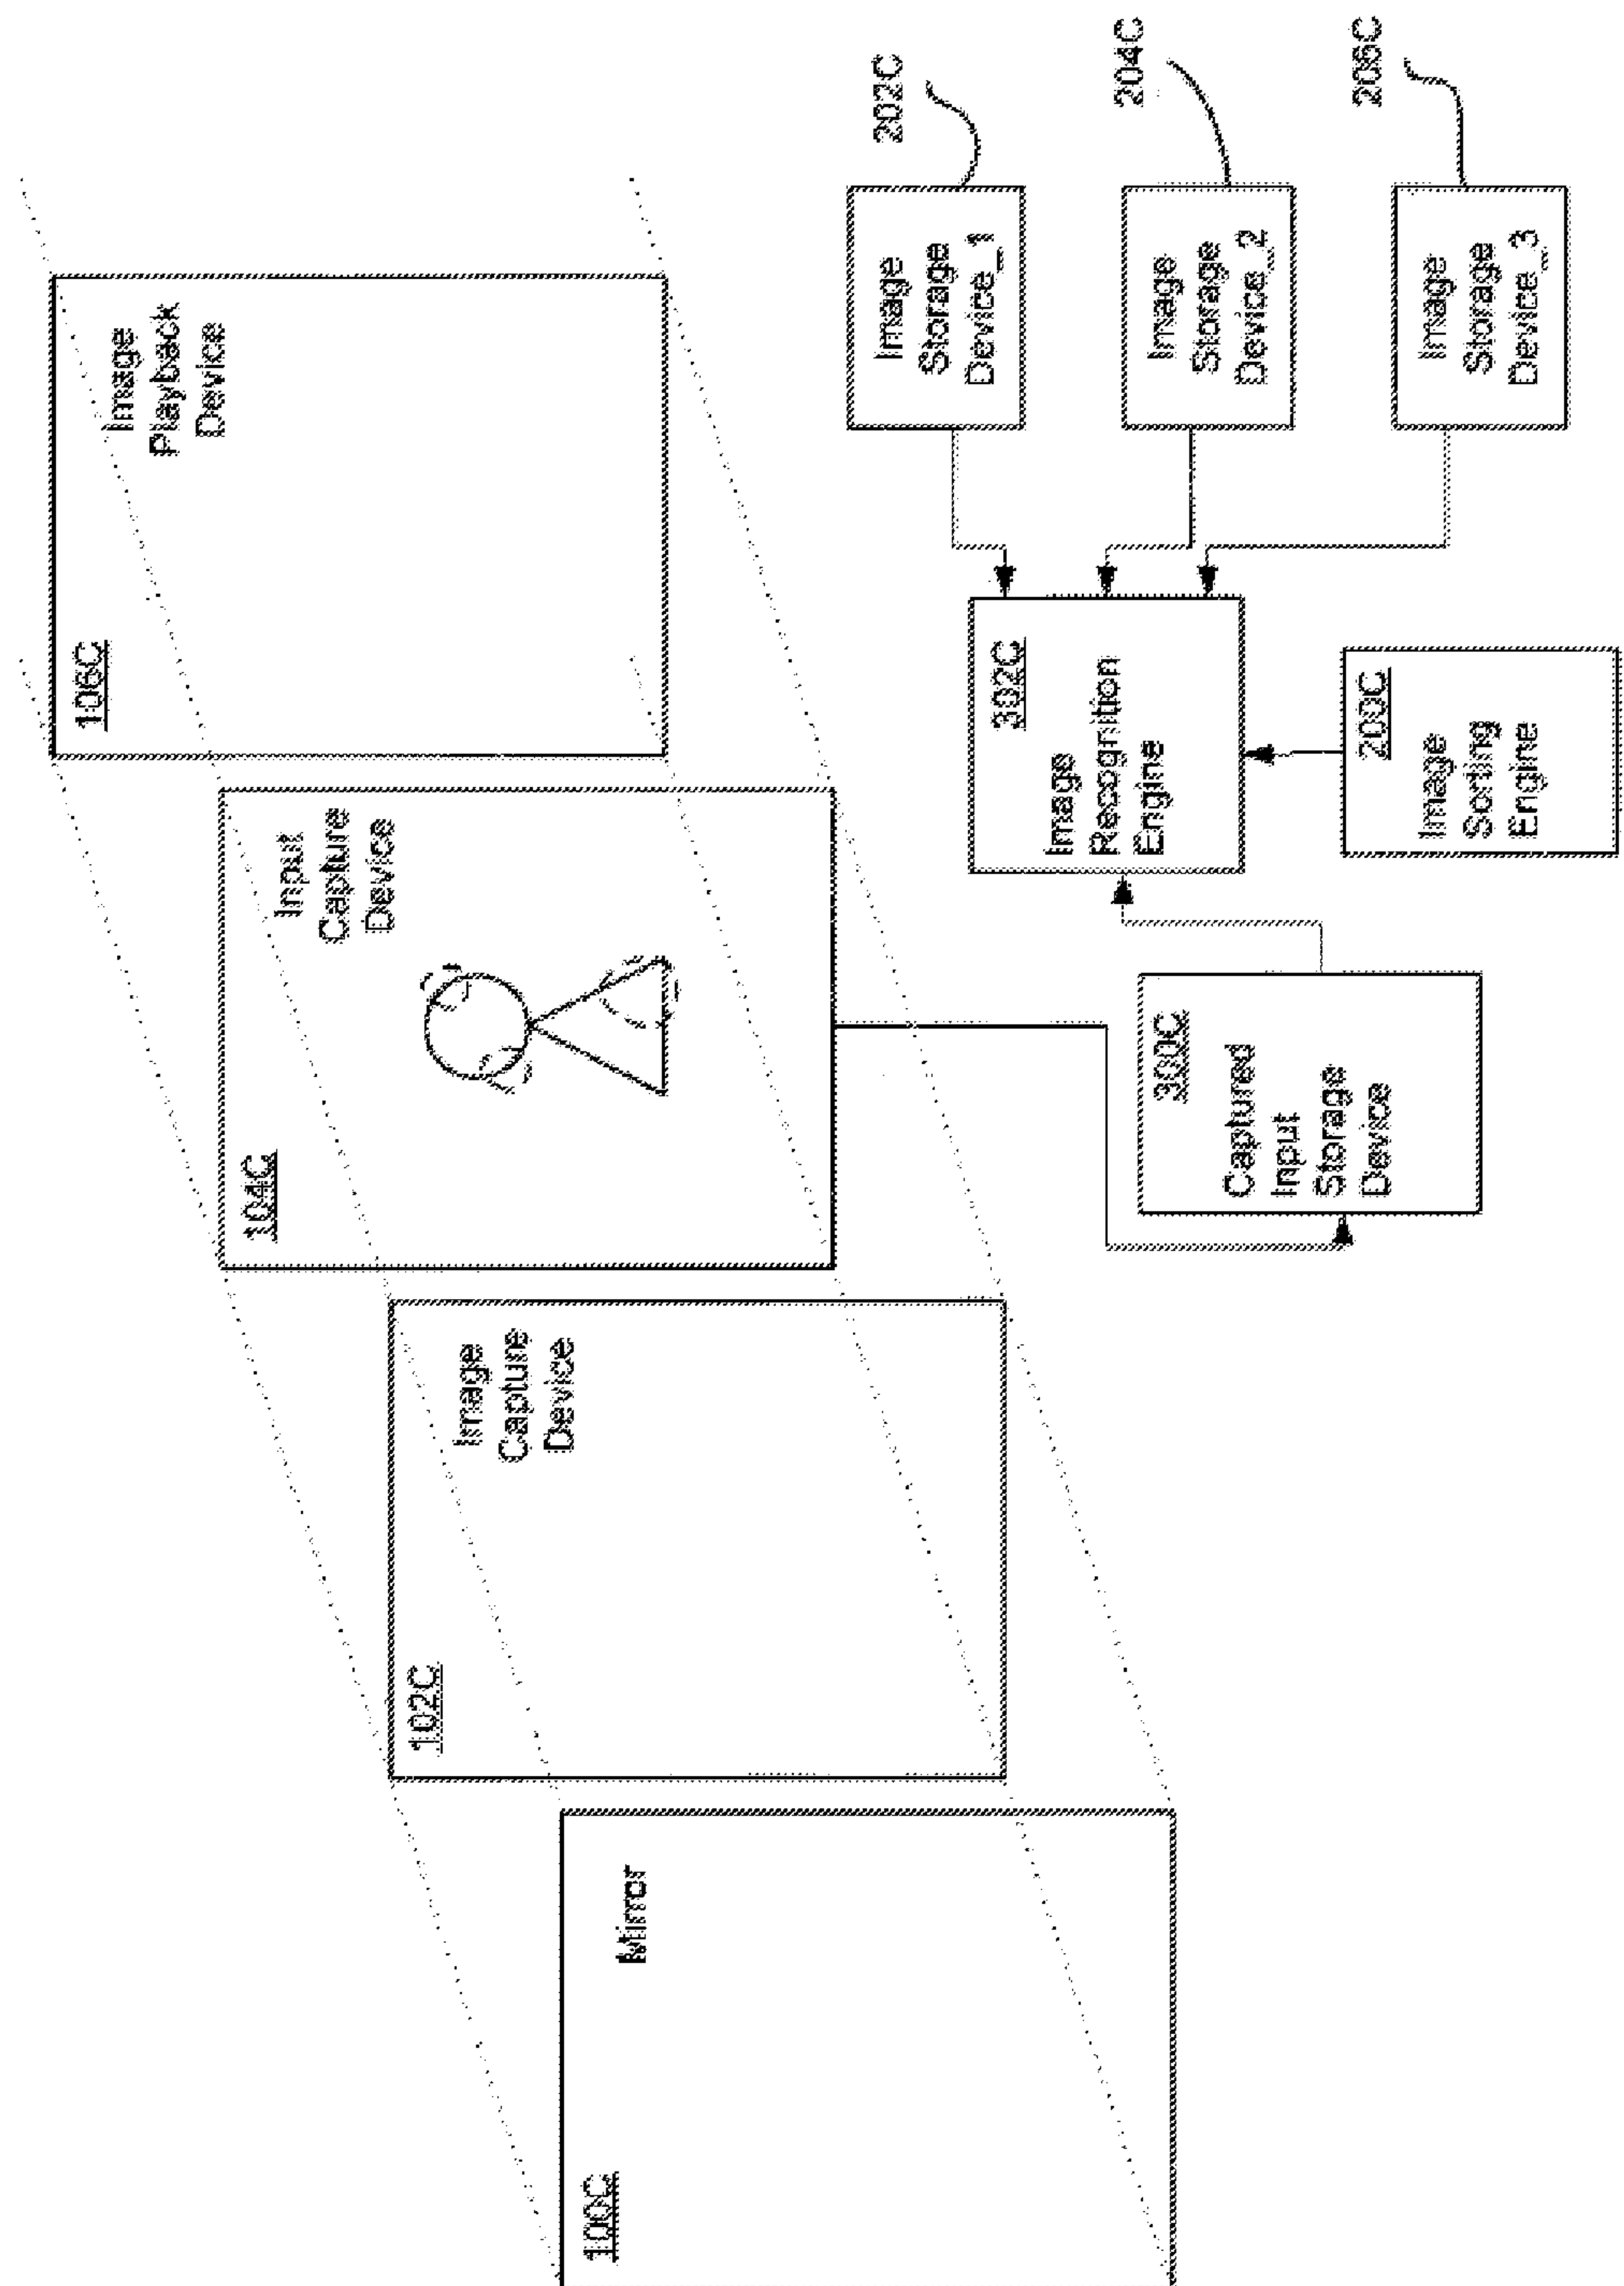 100C
Mirror
102C
Image
Capture
Device
104C
Input
Capture
Device
106C
Image
Playback
Device
300C
Captured
Input
Storage
Device
302C
Image
Recognition
Engine
200C
Image
Sorting
Engine
Image
Storage
Device_1
202C
Image
Storage
Device_2
204C
Image
Storage
Device_3
206C